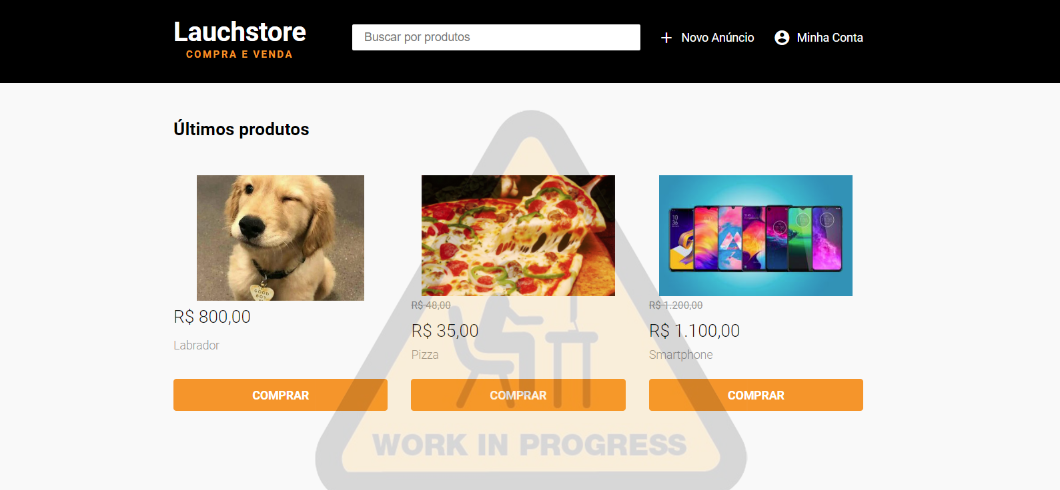 Lauchstore
COMPRA E VENDA
Buscar por produtos
Novo Anúncio
Minha Conta
Últimos produtos
R$ 800,00
Labrador
COMPRAR
R$ 48,00
R$ 35,00
Pizza
COMPRAR
R$ 1.200,00
R$ 1.100,00
Smartphone
COMPRAR
WORK IN PROGRESS